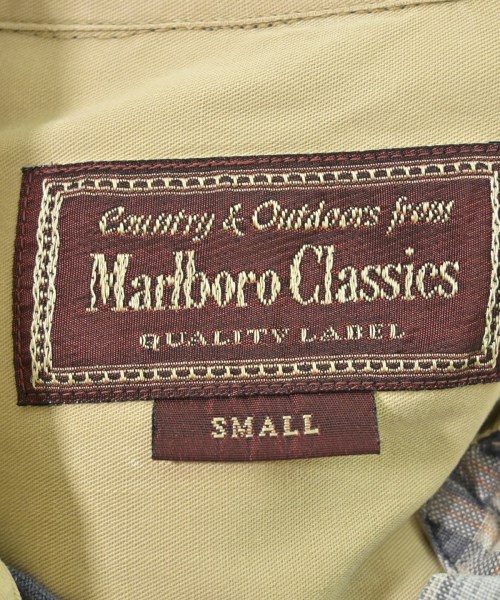 Country & Outdoors from
Marlboro Classics
QUALITY LABEL
SMALL